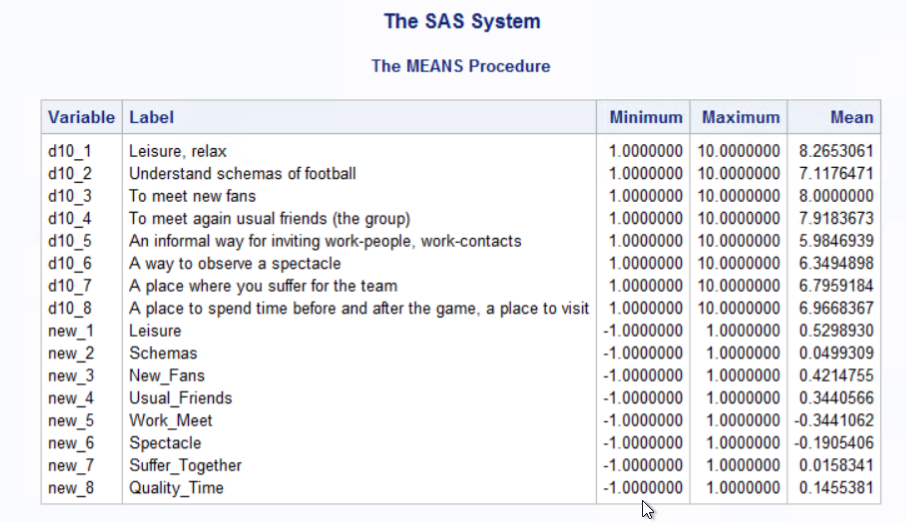 The SAS System
The MEANS Procedure
Variable Label Minimum Maximum Mean
d10_1 Leisure, relax 1.0000000 10.0000000 8.2653061
d10_2 Understand schemas of football 1.0000000 10.0000000 7.1176471
d10_3 To meet new fans 1.0000000 10.0000000 8.0000000
d10_4 To meet again usual friends (the group) 1.0000000 10.0000000 7.9183673
d10_5 An informal way for inviting work-people, work-contacts 1.0000000 10.0000000 5.9846939
d10_6 A way to observe a spectacle 1.0000000 10.0000000 6.3494898
d10_7 A place where you suffer for the team 1.0000000 10.0000000 6.7959184
d10_8 A place to spend time before and after the game, a place to visit 1.0000000 10.0000000 6.9668367
new_1 Leisure -1.0000000 1.0000000 0.5298930
new_2 Schemas -1.0000000 1.0000000 0.0499309
new_3 New_Fans -1.0000000 1.0000000 0.4214755
new_4 Usual_Friends -1.0000000 1.0000000 0.3440566
new_5 Work_Meet -1.0000000 1.0000000 -0.3441062
new_6 Spectacle -1.0000000 1.0000000 -0.1905406
new_7 Suffer_Together -1.0000000 1.0000000 0.0158341
new_8 Quality_Time -1.0000000 1.0000000 0.1455381